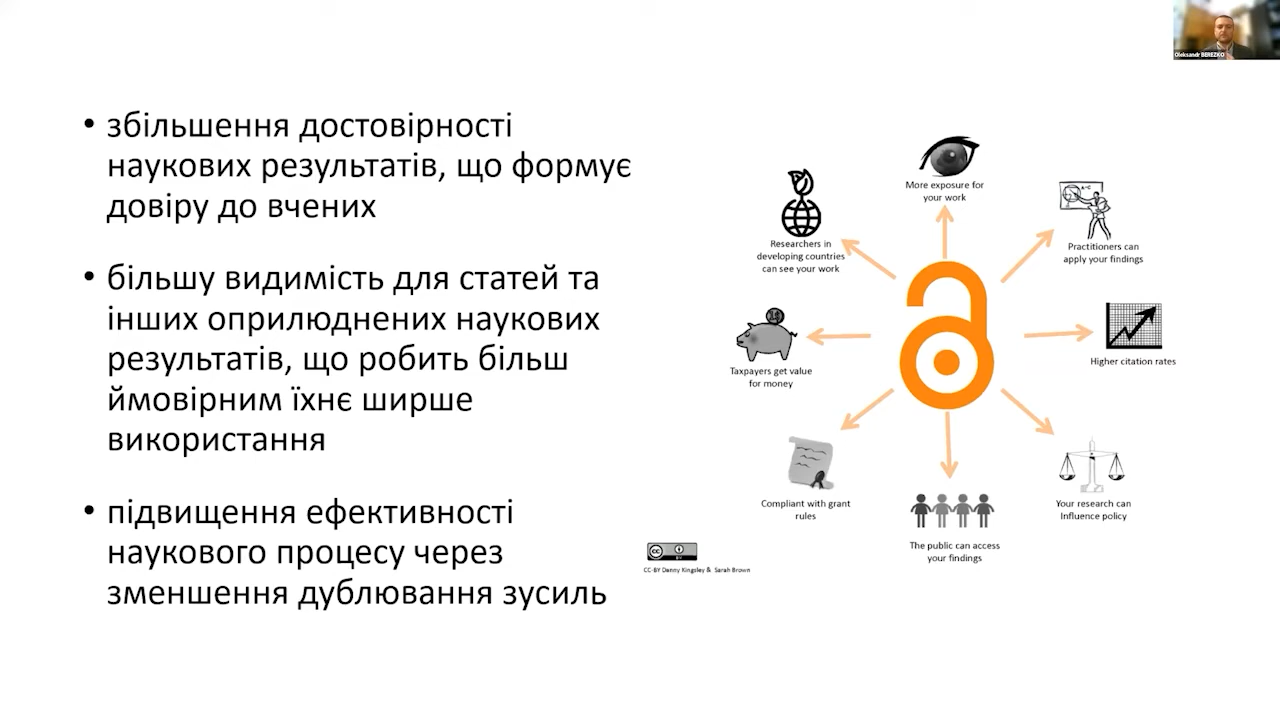 Oleksandr BEREZKO
• збільшення достовірності
наукових результатів, що формує
довіру до вчених
• більшу видимість для статей та
інших оприлюднених наукових
результатів, що робить більш
ймовірним їхнє ширше
використання
• підвищення ефективності
наукового процесу через
зменшення дублювання зусиль
More exposure for
your work
Researchers in
developing countries
can see your work
Practitioners can
apply your findings
Taxpayers get value
for money
Higher citation rates
Compliant with grant
rules
Your research can
Influence policy
The public can access
your findings
CC BY
CC-BY Danny Kingsley & Sarah Brown